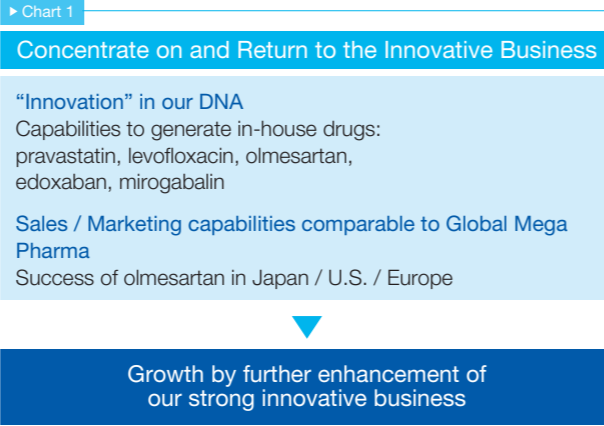 ▶ Chart 1
Concentrate on and Return to the Innovative Business
“Innovation” in our DNA
Capabilities to generate in-house drugs:
pravastatin, levofloxacin, olmesartan,
edoxaban, mirogabalin
Sales / Marketing capabilities comparable to Global Mega
Pharma
Success of olmesartan in Japan / U.S. / Europe
Growth by further enhancement of
our strong innovative business